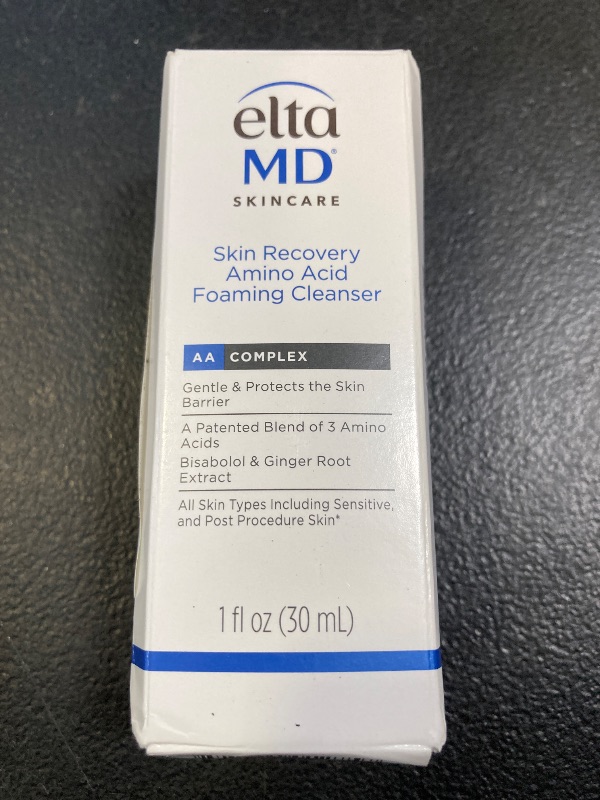 elta
MD®
SKINCARE
Skin Recovery
Amino Acid
Foaming Cleanser
AA COMPLEX
Gentle & Protects the Skin
Barrier
A Patented Blend of 3 Amino
Acids
Bisabolol & Ginger Root
Extract
All Skin Types Including Sensitive,
and Post Procedure Skin*
1 fl oz (30 mL)